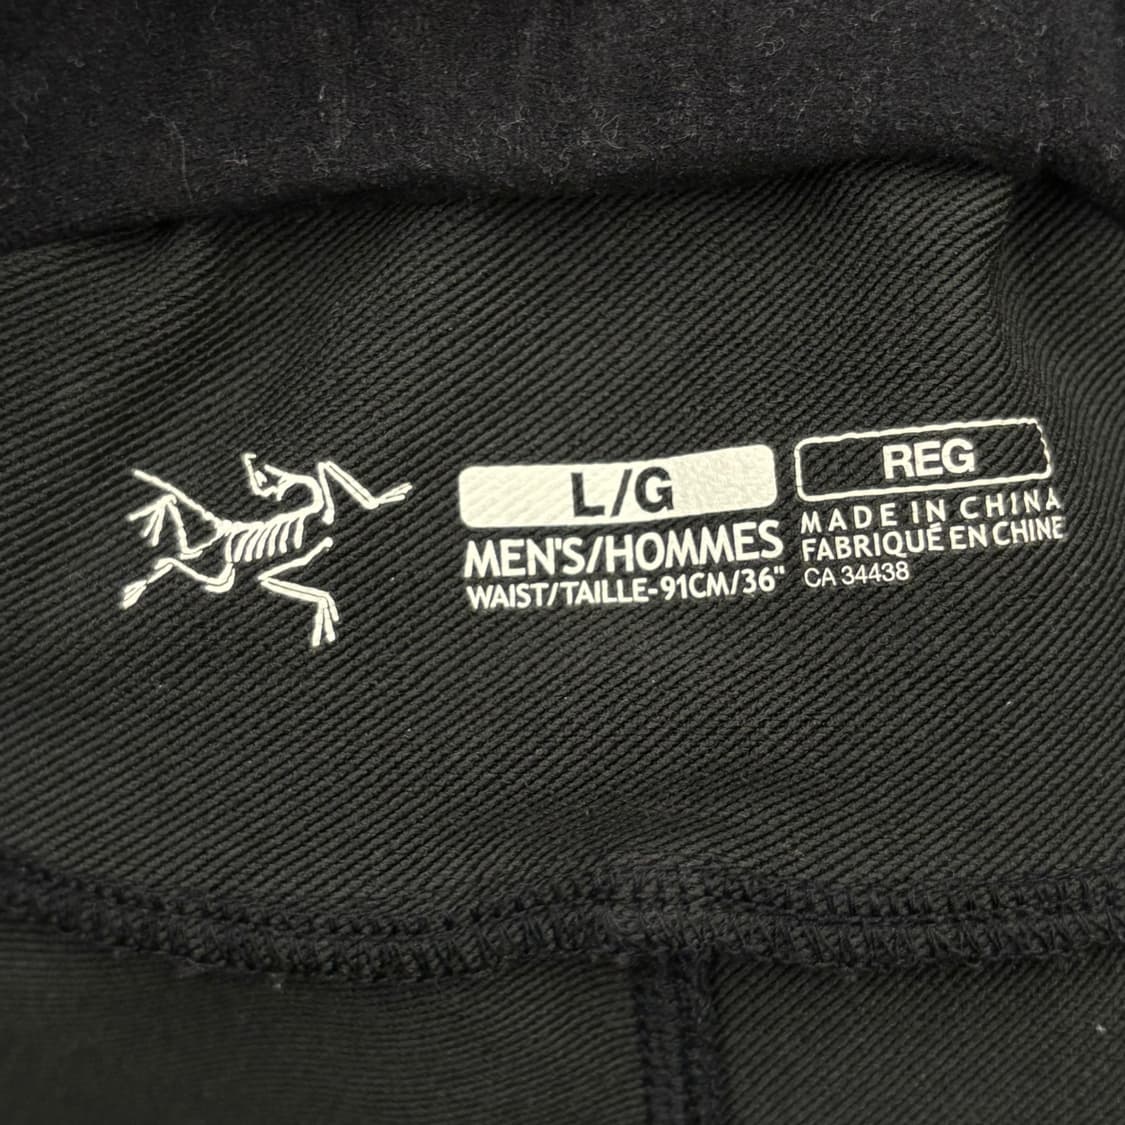 L/G
MEN'S/HOMMES
WAIST/TAILLE-91CM/36"
REG
MADE IN CHINA
FABRIQUÉ EN CHINE
CA 34438